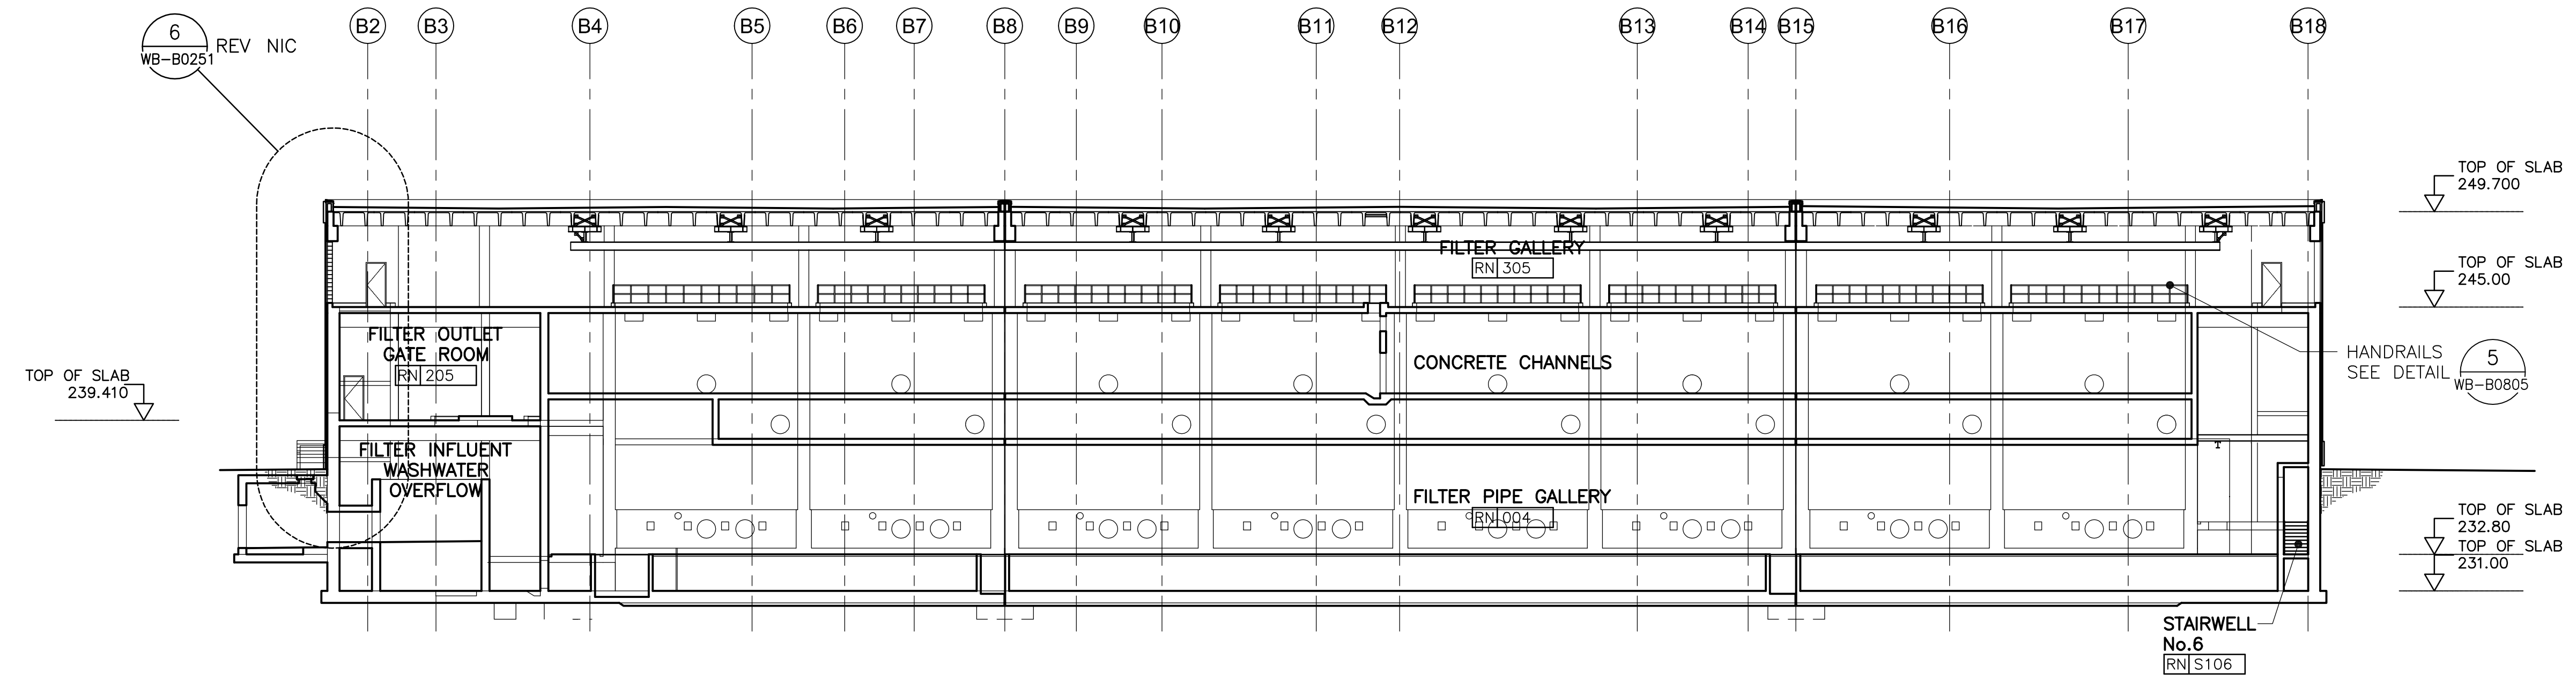 6
WB-B0251
REV NIC
B2 B3 B4 B5 B6 B7 B8 B9 B10 B11 B12 B13 B14 B15 B16 B17 B18
TOP OF SLAB
249.700
FILTER GALLERY
RN 305
TOP OF SLAB
245.00
FILTER OUTLET
GATE ROOM
RN 205
CONCRETE CHANNELS
HANDRAILS
SEE DETAIL
5
WB-B0805
TOP OF SLAB
239.410
FILTER INFLUENT
WASHWATER
OVERFLOW
T
FILTER PIPE GALLERY
RN 004
TOP OF SLAB
232.80
TOP OF SLAB
231.00
STAIRWELL
No.6
RN S106